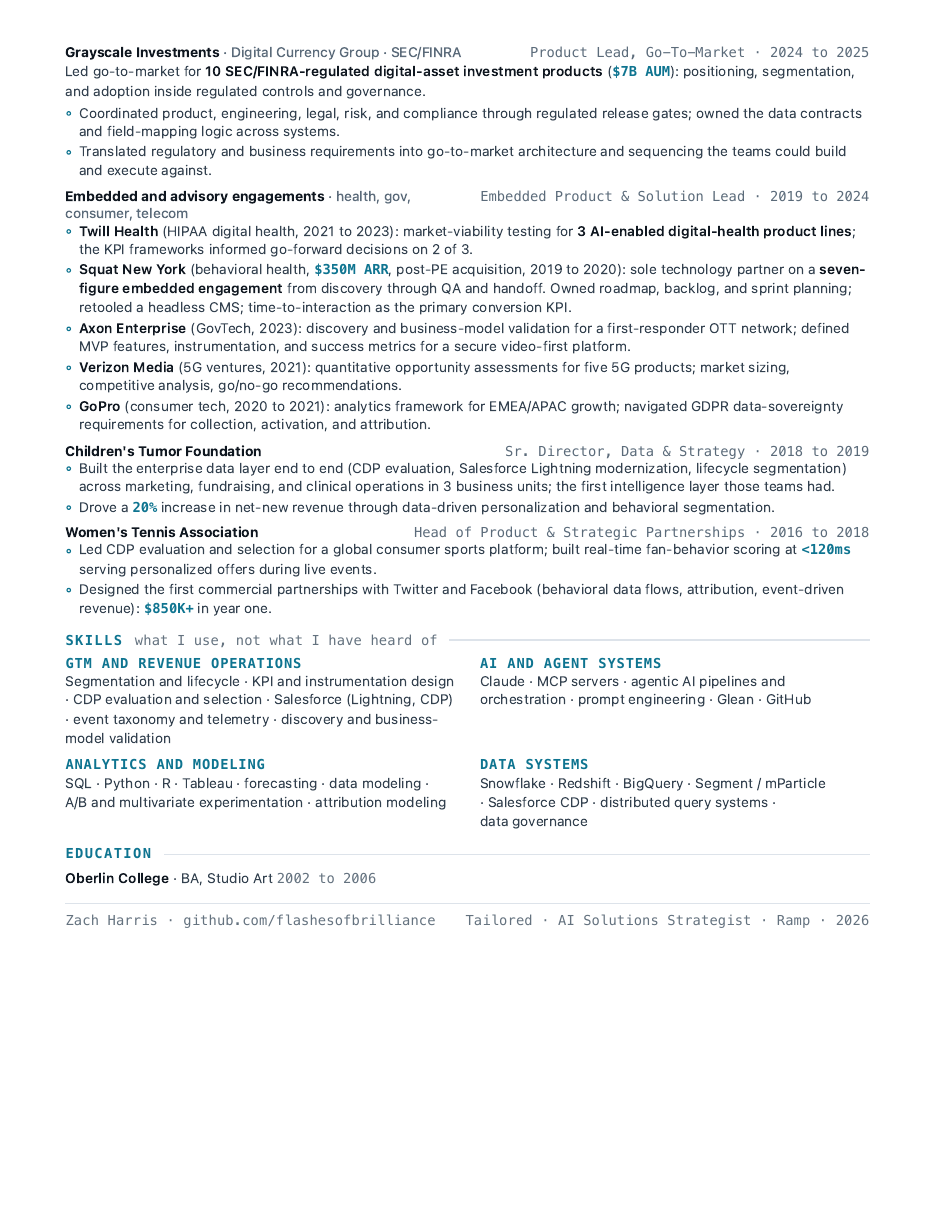 Grayscale Investments · Digital Currency Group · SEC/FINRA Product Lead, Go–To–Market · 2024 to 2025
Led go-to-market for 10 SEC/FINRA-regulated digital-asset investment products ($7B AUM): positioning, segmentation,
and adoption inside regulated controls and governance.
Coordinated product, engineering, legal, risk, and compliance through regulated release gates; owned the data contracts
and field-mapping logic across systems.
Translated regulatory and business requirements into go-to-market architecture and sequencing the teams could build
and execute against.
Embedded and advisory engagements · health, gov, Embedded Product & Solution Lead · 2019 to 2024
consumer, telecom
Twill Health (HIPAA digital health, 2021 to 2023): market-viability testing for 3 AI-enabled digital-health product lines;
the KPI frameworks informed go-forward decisions on 2 of 3.
Squat New York (behavioral health, $350M ARR, post-PE acquisition, 2019 to 2020): sole technology partner on a seven-
figure embedded engagement from discovery through QA and handoff. Owned roadmap, backlog, and sprint planning;
retooled a headless CMS; time-to-interaction as the primary conversion KPI.
Axon Enterprise (GovTech, 2023): discovery and business-model validation for a first-responder OTT network; defined
MVP features, instrumentation, and success metrics for a secure video-first platform.
Verizon Media (5G ventures, 2021): quantitative opportunity assessments for five 5G products; market sizing,
competitive analysis, go/no-go recommendations.
GoPro (consumer tech, 2020 to 2021): analytics framework for EMEA/APAC growth; navigated GDPR data-sovereignty
requirements for collection, activation, and attribution.
Children's Tumor Foundation Sr. Director, Data & Strategy · 2018 to 2019
Built the enterprise data layer end to end (CDP evaluation, Salesforce Lightning modernization, lifecycle segmentation)
across marketing, fundraising, and clinical operations in 3 business units; the first intelligence layer those teams had.
Drove a 20% increase in net-new revenue through data-driven personalization and behavioral segmentation.
Women's Tennis Association Head of Product & Strategic Partnerships · 2016 to 2018
Led CDP evaluation and selection for a global consumer sports platform; built real-time fan-behavior scoring at <120ms
serving personalized offers during live events.
Designed the first commercial partnerships with Twitter and Facebook (behavioral data flows, attribution, event-driven
revenue): $850K+ in year one.
SKILLS what I use, not what I have heard of
GTM AND REVENUE OPERATIONS
Segmentation and lifecycle · KPI and instrumentation design
· CDP evaluation and selection · Salesforce (Lightning, CDP)
· event taxonomy and telemetry · discovery and business-
model validation
AI AND AGENT SYSTEMS
Claude · MCP servers · agentic AI pipelines and
orchestration · prompt engineering · Glean · GitHub
ANALYTICS AND MODELING
SQL · Python · R · Tableau · forecasting · data modeling ·
A/B and multivariate experimentation · attribution modeling
DATA SYSTEMS
Snowflake · Redshift · BigQuery · Segment / mParticle
· Salesforce CDP · distributed query systems ·
data governance
EDUCATION
Oberlin College · BA, Studio Art 2002 to 2006
Zach Harris · github.com/flashesofbrilliance Tailored · AI Solutions Strategist · Ramp · 2026